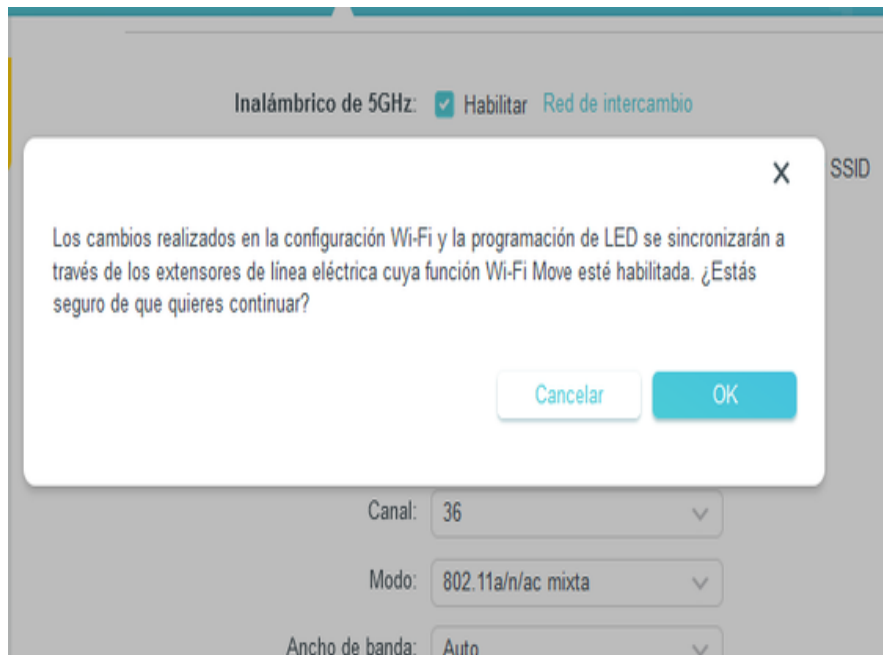 Inalámbrico de 5GHz: Habilitar Red de intercambio
SSID
X
Los cambios realizados en la configuración Wi-Fi y la programación de LED se sincronizarán a
través de los extensores de línea eléctrica cuya función Wi-Fi Move esté habilitada. ¿Estás
seguro de que quieres continuar?
Cancelar OK
Canal: 36
Modo: 802.11a/n/ac mixta
Ancho de banda: Auto